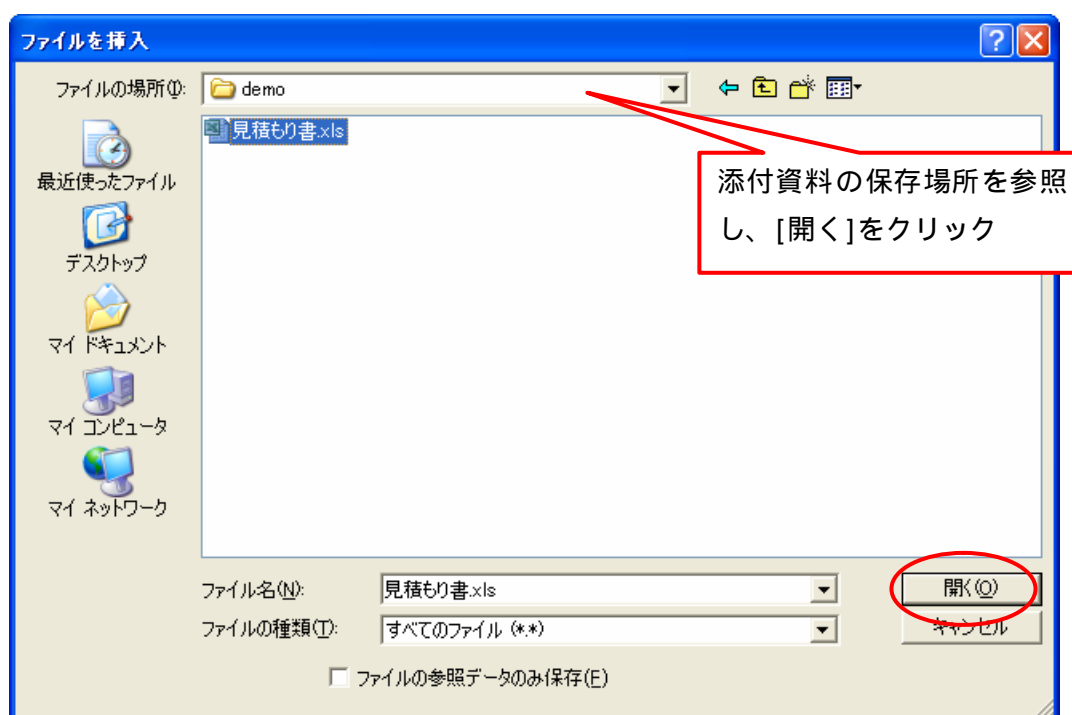 ファイルを挿入
ファイルの場所(I):
demo
見積もり書.xls
添付資料の保存場所を参照
し、[開く]をクリック
最近使ったファイル
デスクトップ
マイ ドキュメント
マイ コンピュータ
マイ ネットワーク
ファイル名(N):
見積もり書.xls
開く(O)
ファイルの種類(T):
すべてのファイル (*.*)
キャンセル
ファイルの参照データのみ保存(E)